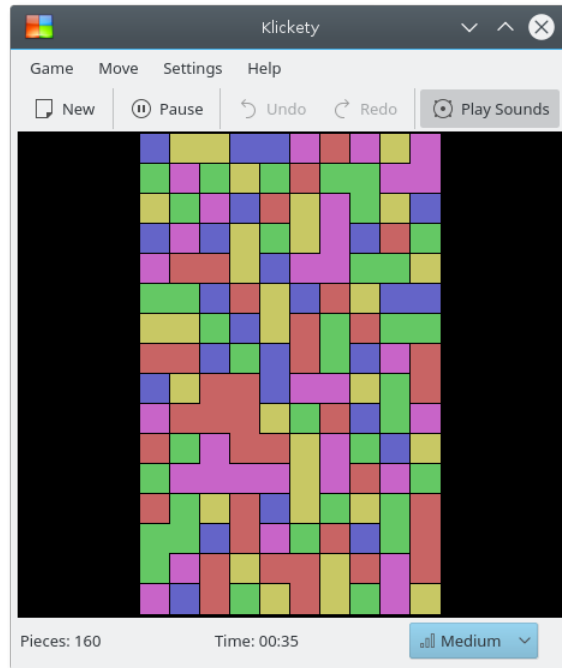 Klickety
Game Move Settings Help
New Pause Undo Redo Play Sounds
Pieces: 160 Time: 00:35 Medium